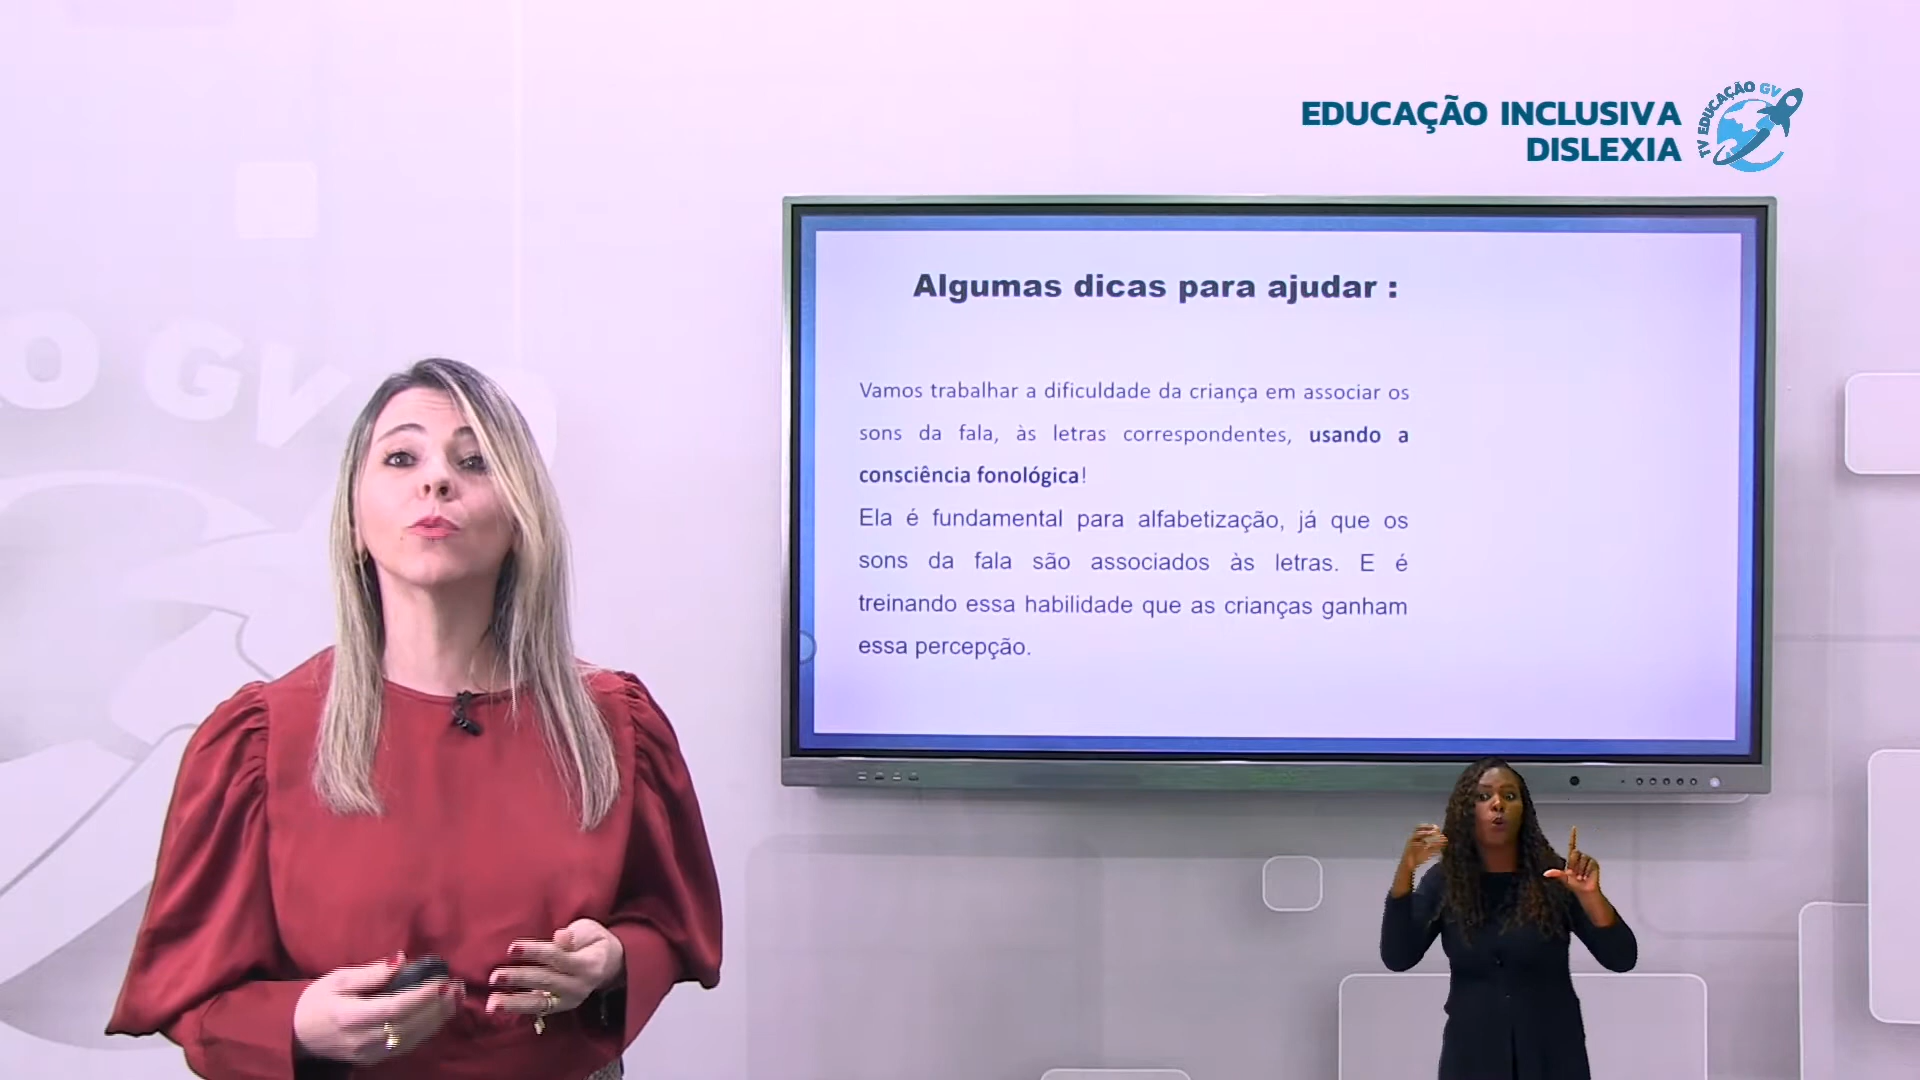 EDUCAÇÃO INCLUSIVA
DISLEXIA
TV EDUCAÇÃO GV
Algumas dicas para ajudar :
Vamos trabalhar a dificuldade da criança em associar os
sons da fala, às letras correspondentes, usando a
consciência fonológica!
Ela é fundamental para alfabetização, já que os
sons da fala são associados às letras. E é
treinando essa habilidade que as crianças ganham
essa percepção.
ÃO GV